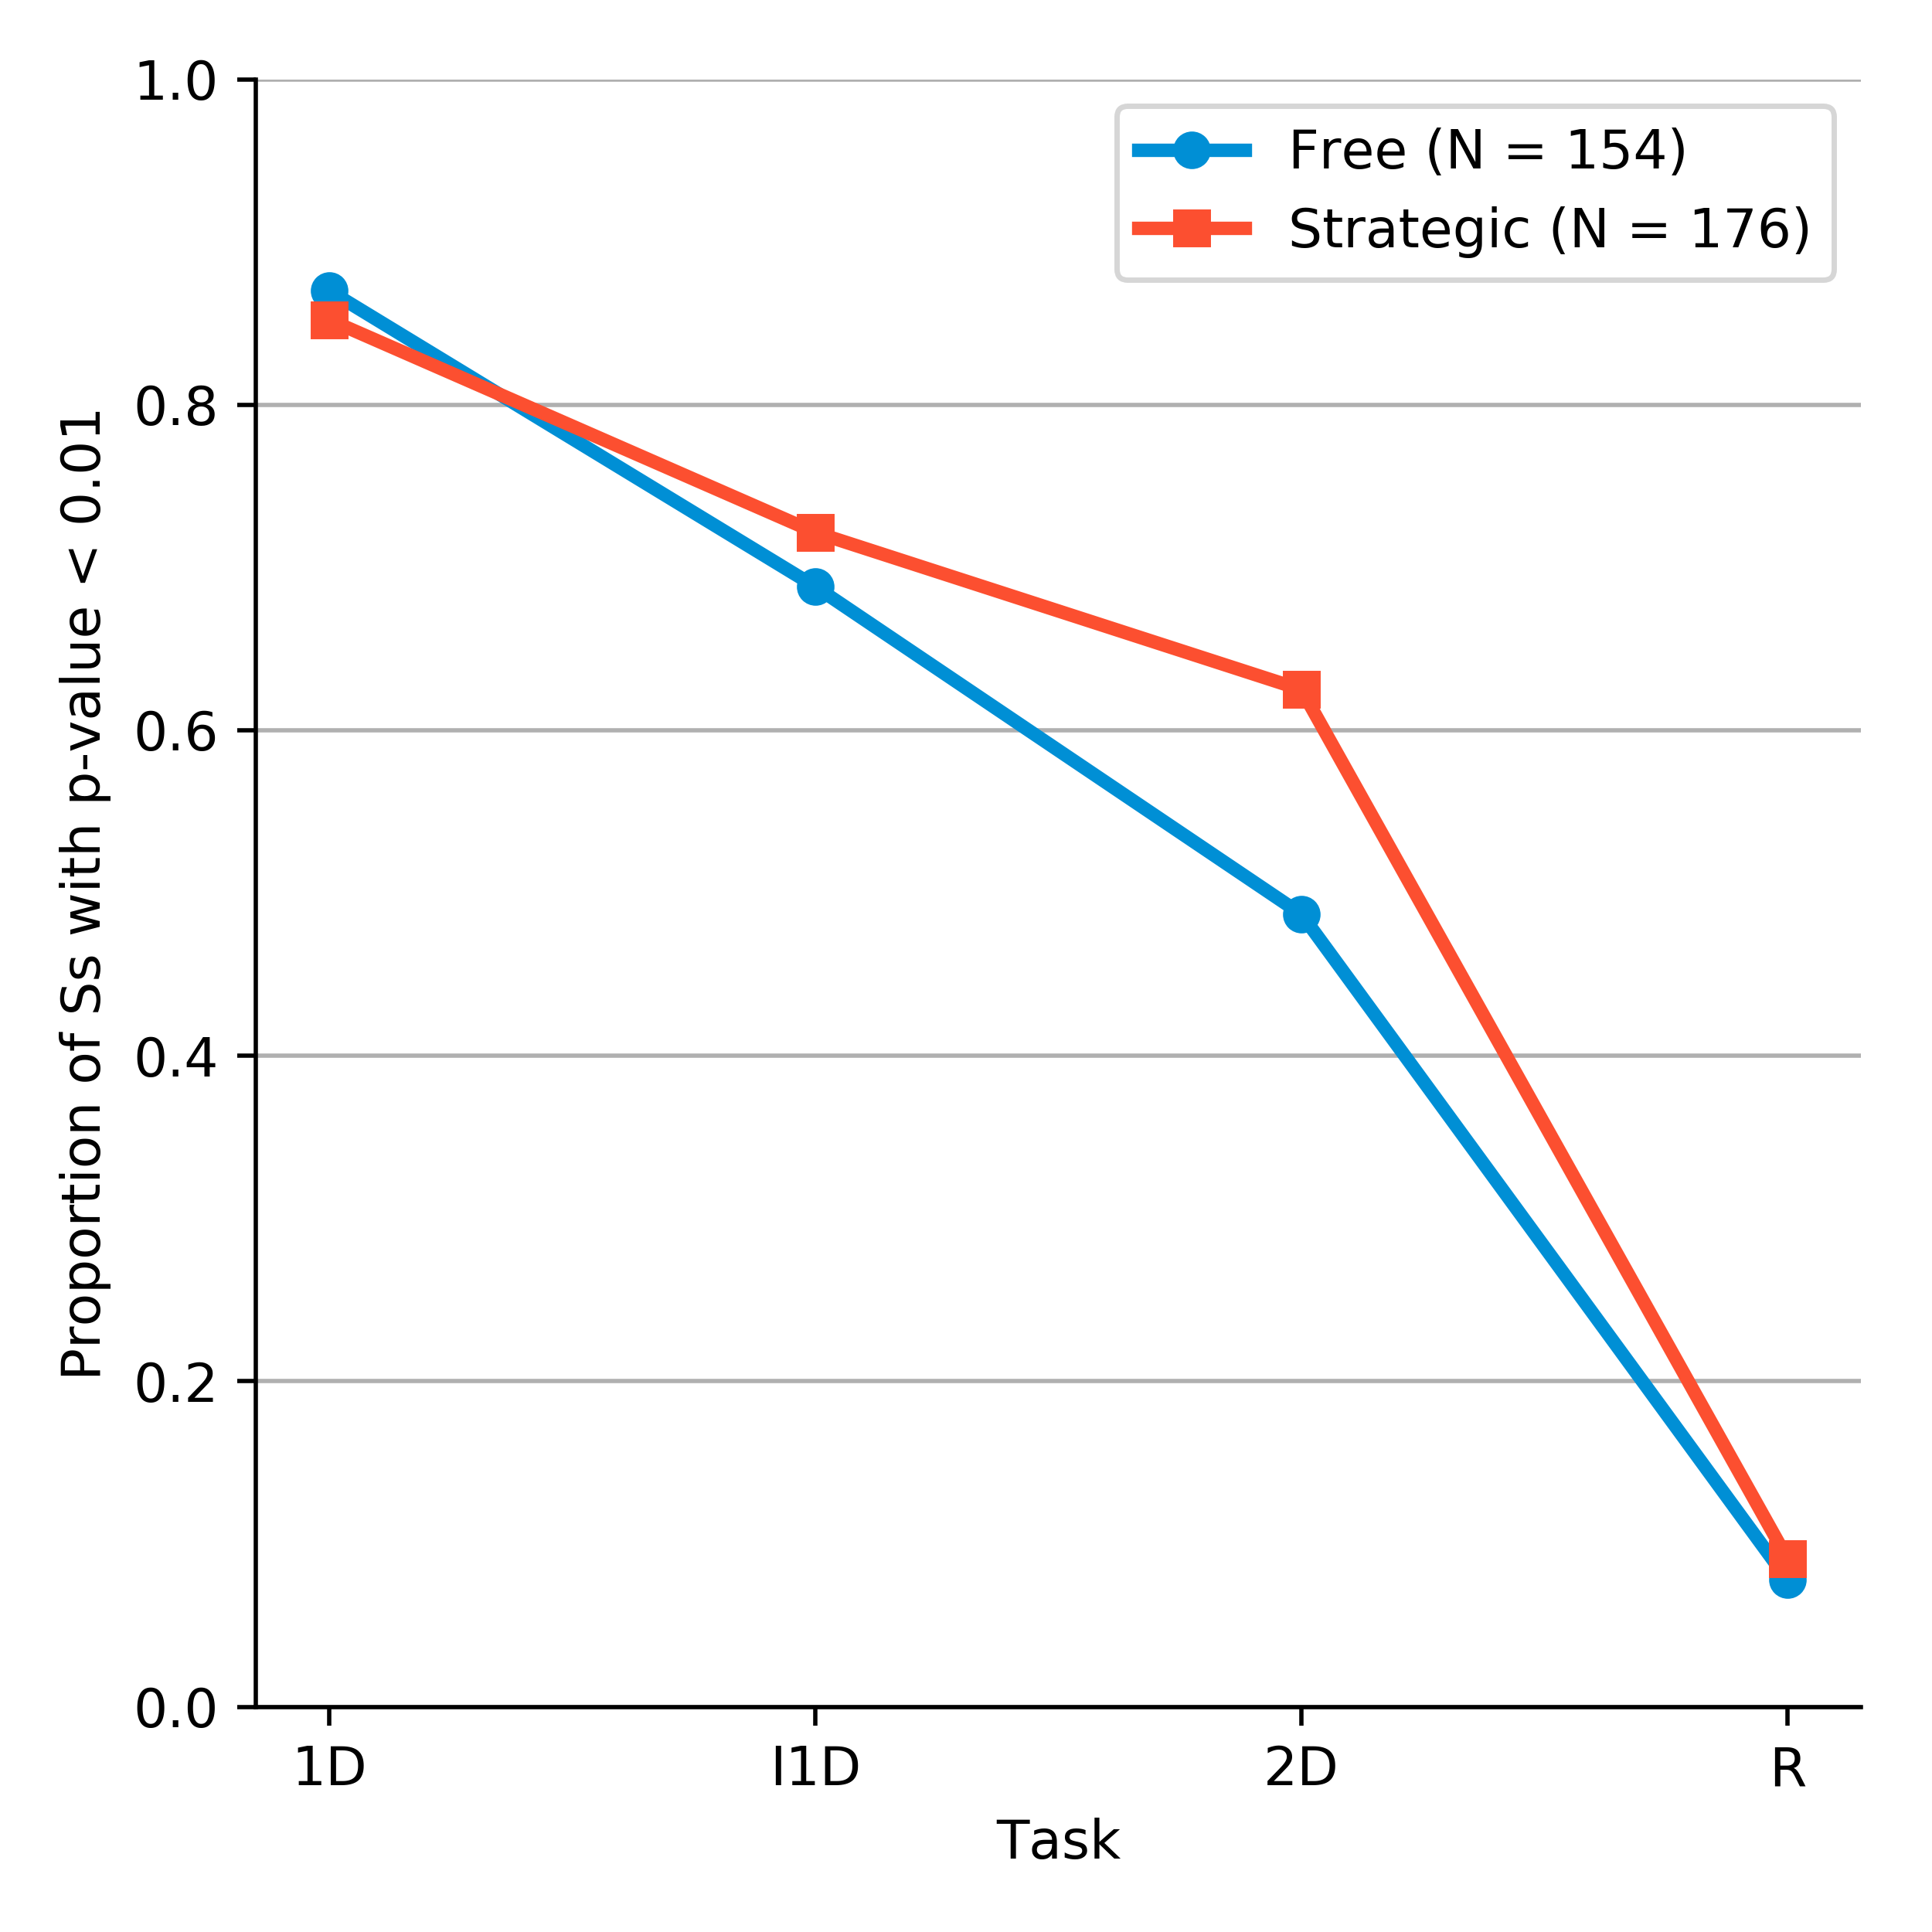 1.0
0.8
0.6
0.4
0.2
0.0
Proportion of Ss with p-value < 0.01
Free (N = 154)
Strategic (N = 176)
1D I1D 2D R
Task